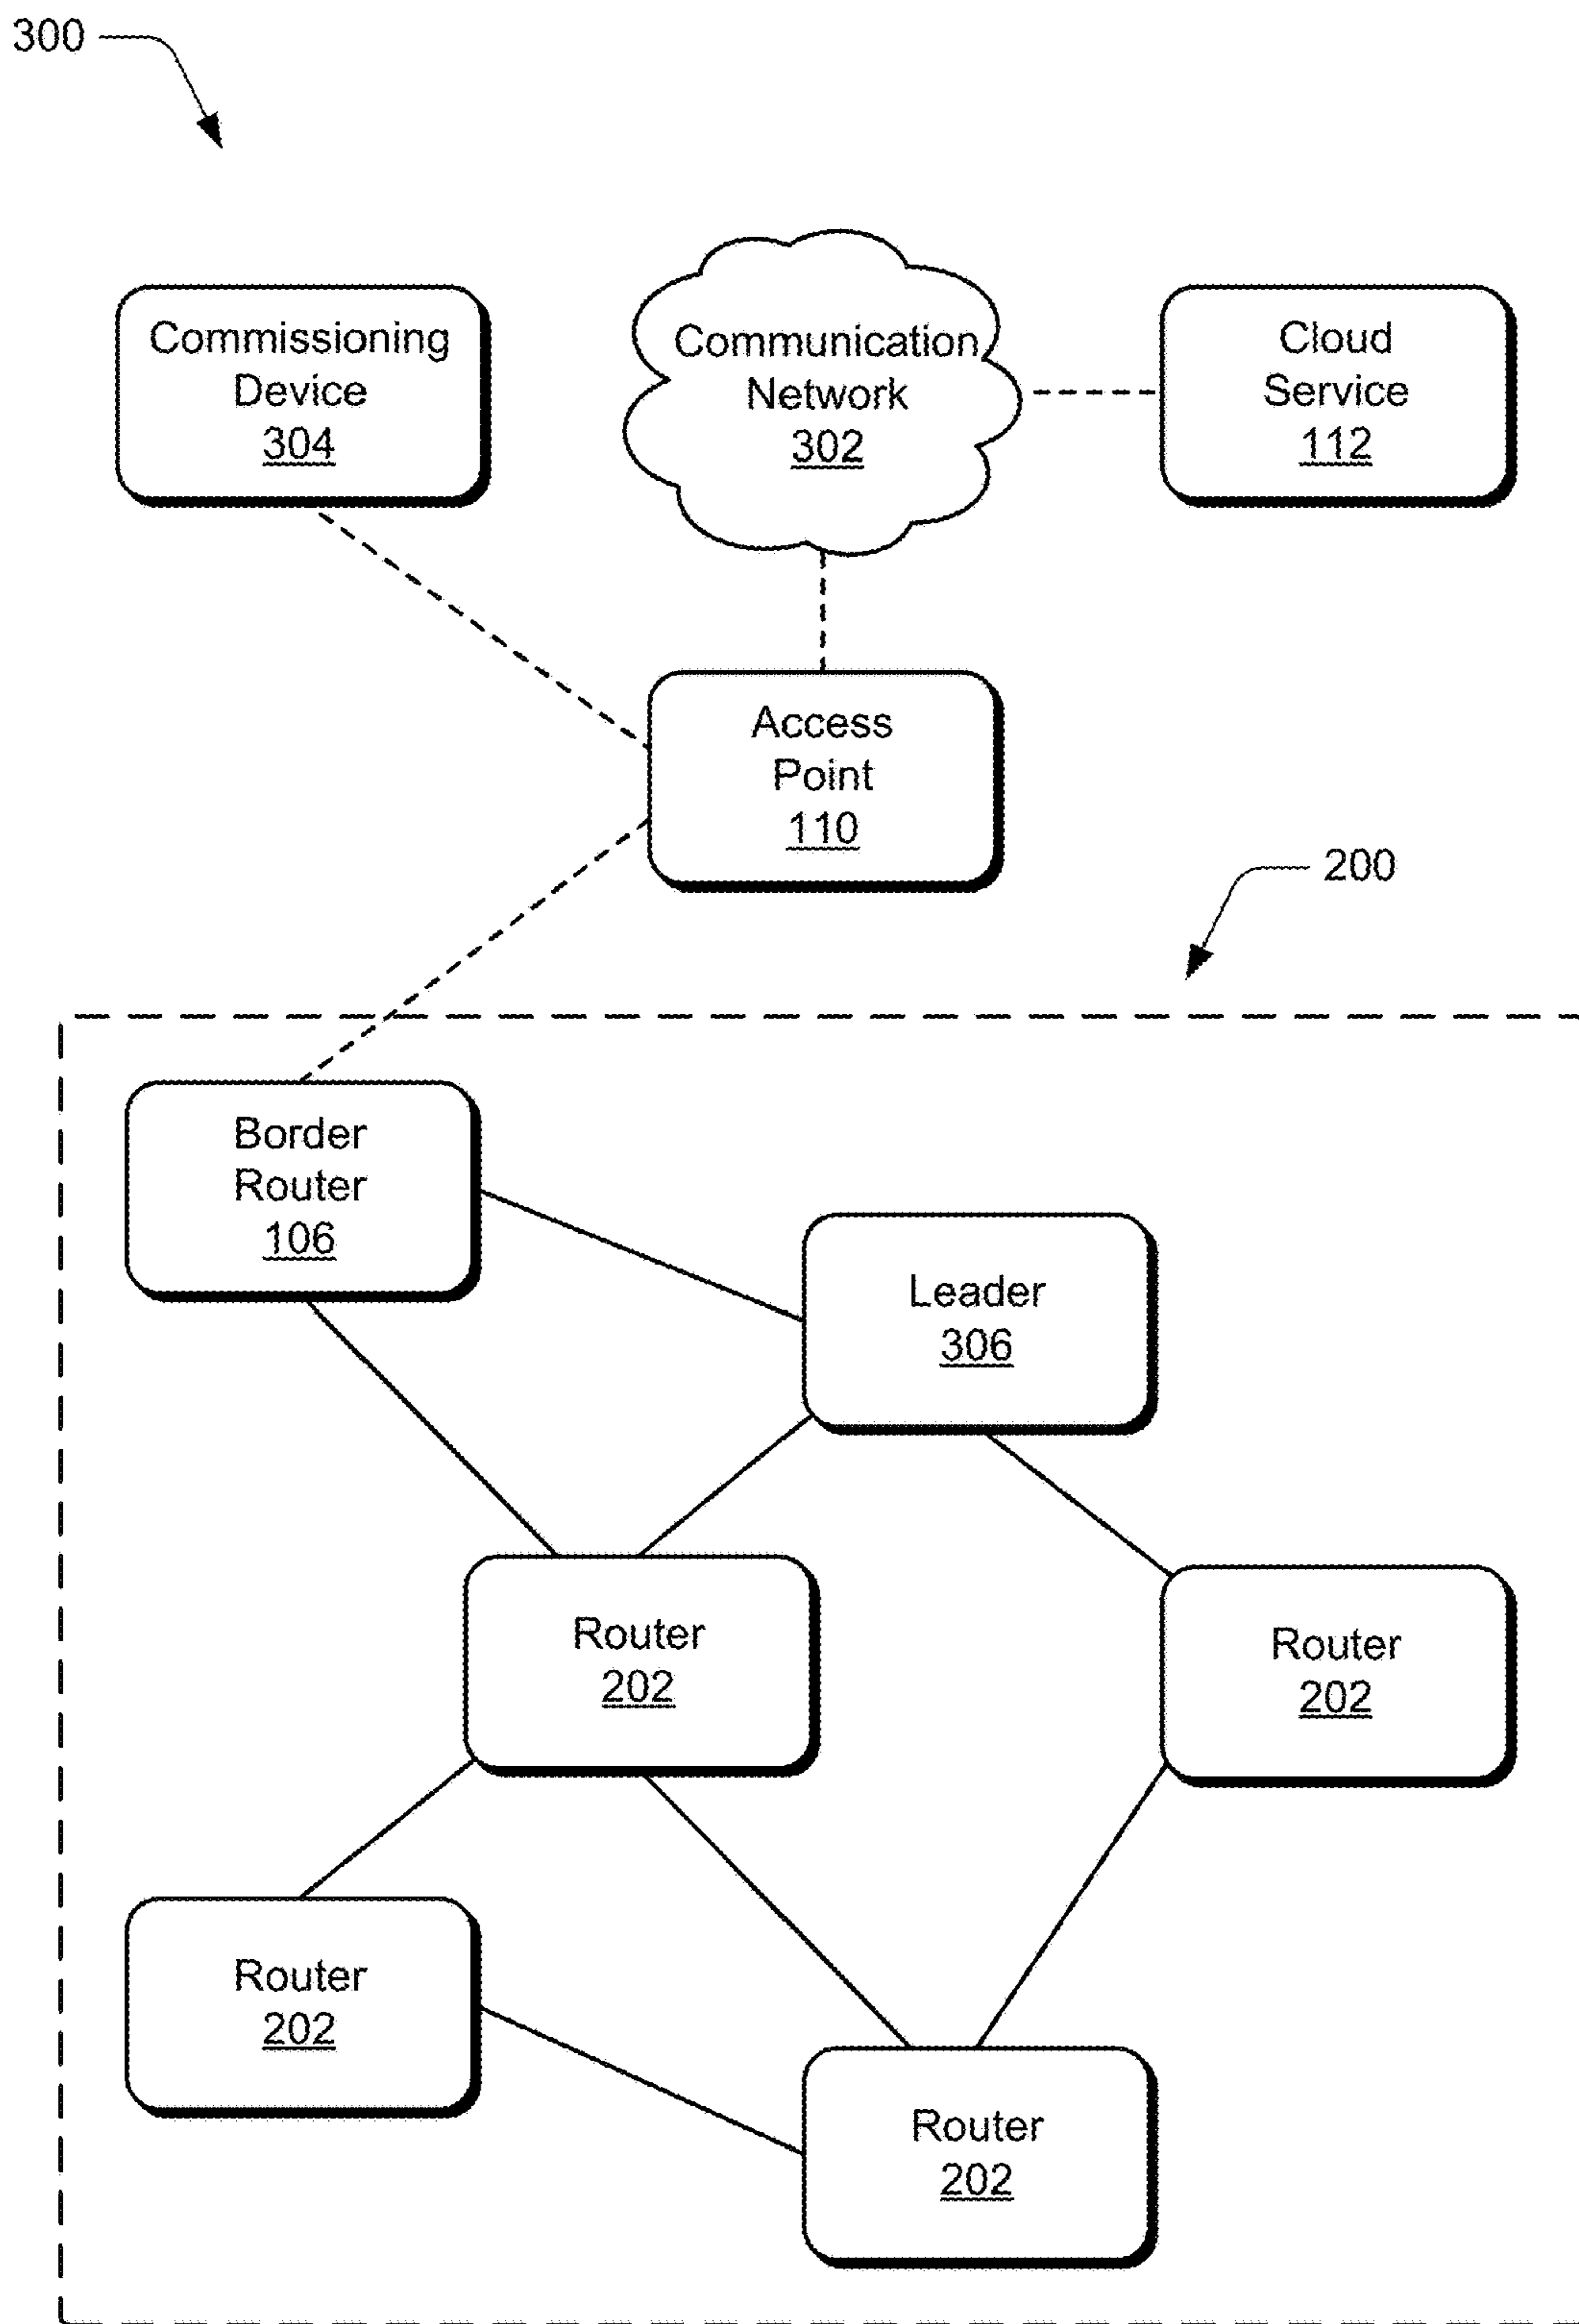 300
Commissioning
Device
304
Communication
Network
302
Cloud
Service
112
Access
Point
110
200
Border
Router
106
Leader
306
Router
202
Router
202
Router
202
Router
202